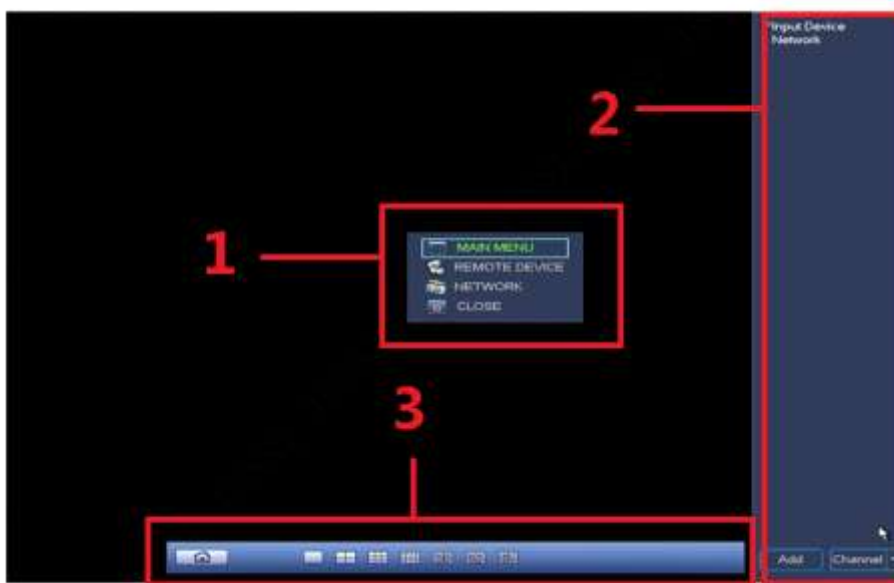 Input Device
Network
2
1
MAIN MENU
REMOTE DEVICE
NETWORK
CLOSE
3
Add
Channel